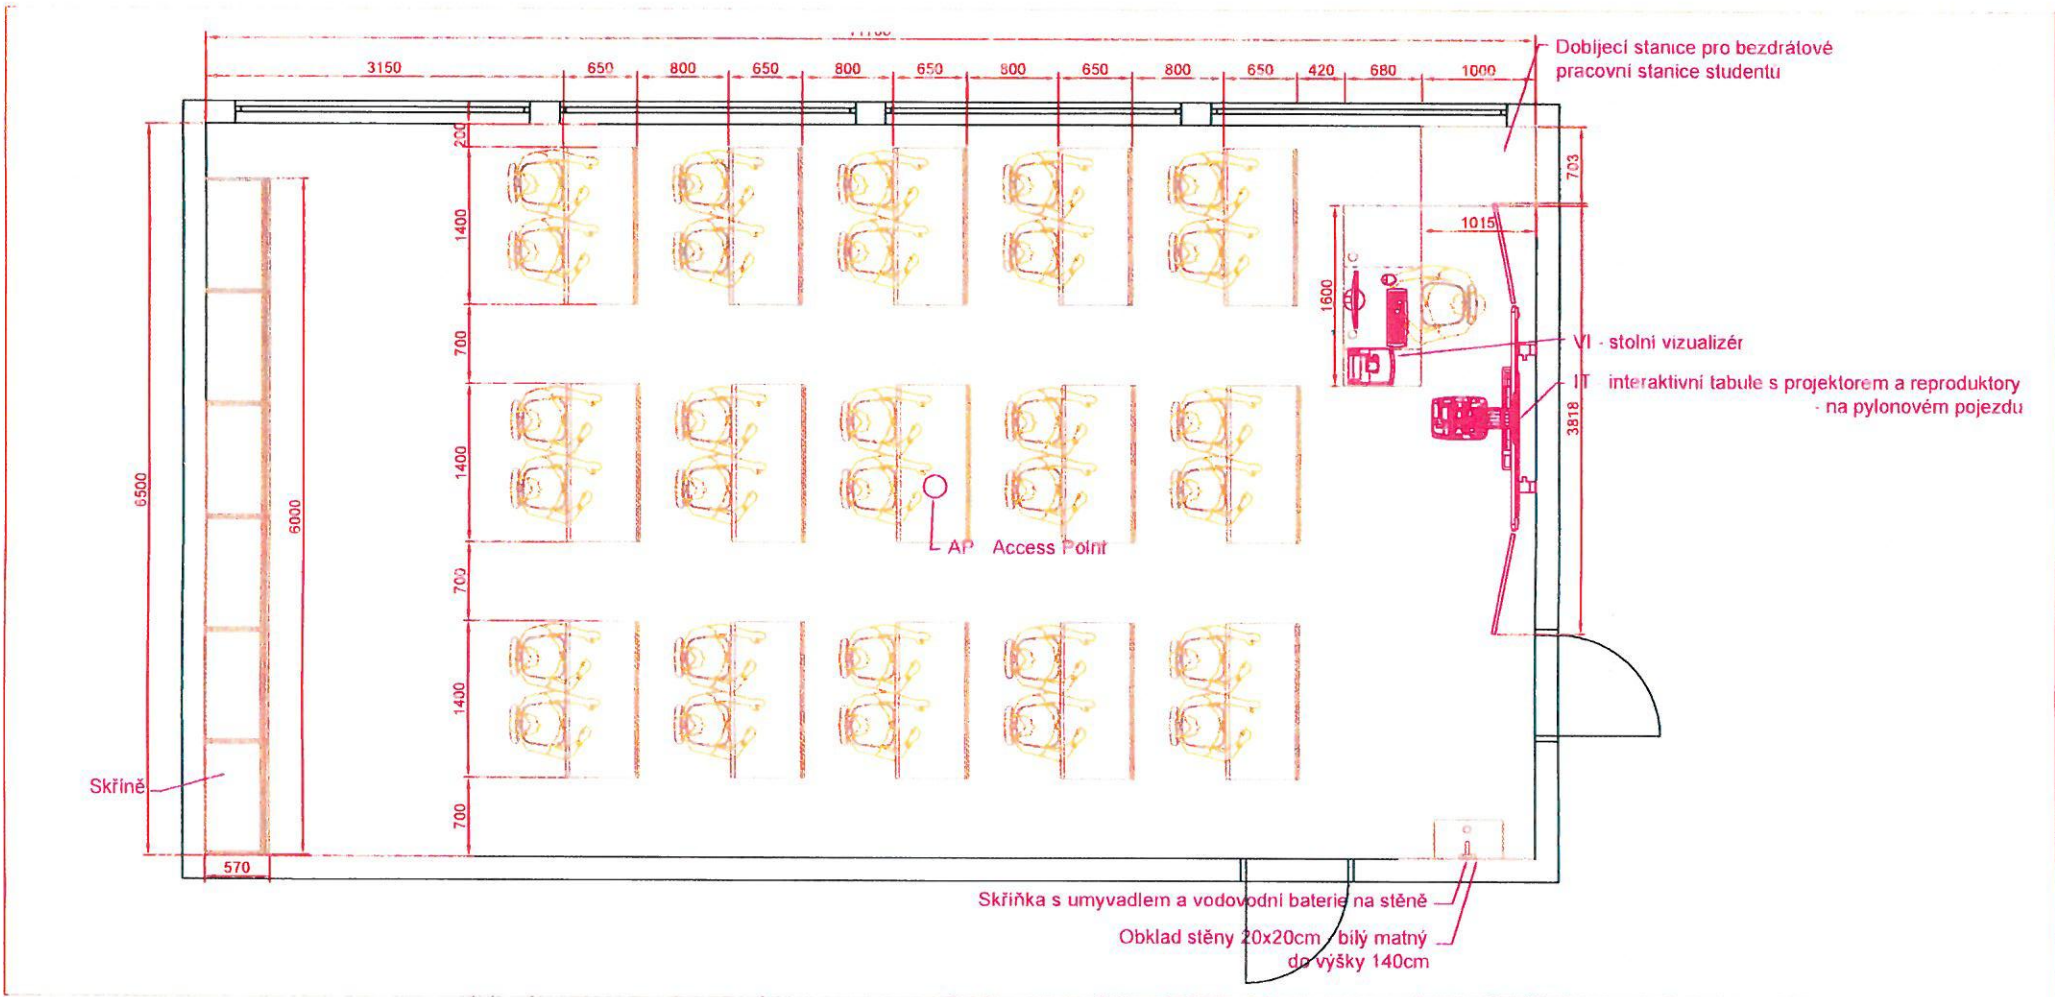 Dobíjecí stanice pro bezdrátové
pracovní stanice studentu
3150 650 800 650 800 650 800 650 800 650 420 680 1000
200
703
1400
1015
1600
700
VI - stolní vizualizér
IT interaktivní tabule s projektorem a reproduktory
- na pylonovém pojezdu
3818
1400
6500
6000
AP Access Point
700
1400
Skříně
700
570
Skříňka s umyvadlem a vodovodní baterie na stěně
Obklad stěny 20x20cm - bílý matný
do výšky 140cm